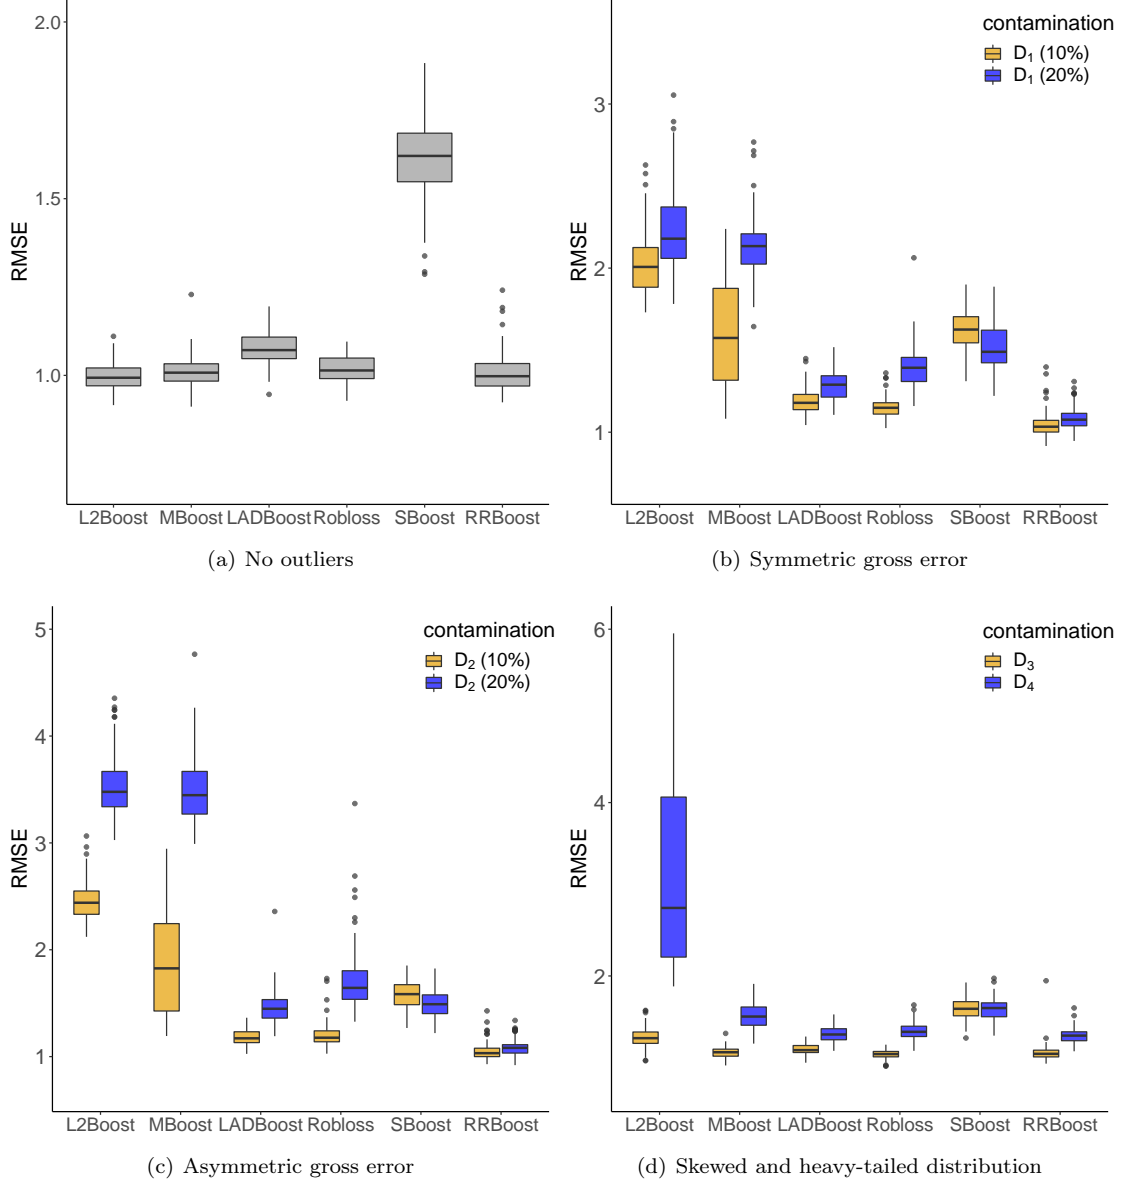 2.0
1.5
1.0
RMSE
L2Boost MBoost LADBoost Robloss SBoost RRBoost
(a) No outliers
contamination
D1 (10%)
D1 (20%)
3
2
1
RMSE
L2Boost MBoost LADBoost Robloss SBoost RRBoost
(b) Symmetric gross error
contamination
D2 (10%)
D2 (20%)
5
4
3
2
1
RMSE
L2Boost MBoost LADBoost Robloss SBoost RRBoost
(c) Asymmetric gross error
contamination
D3
D4
6
4
2
RMSE
L2Boost MBoost LADBoost Robloss SBoost RRBoost
(d) Skewed and heavy-tailed distribution